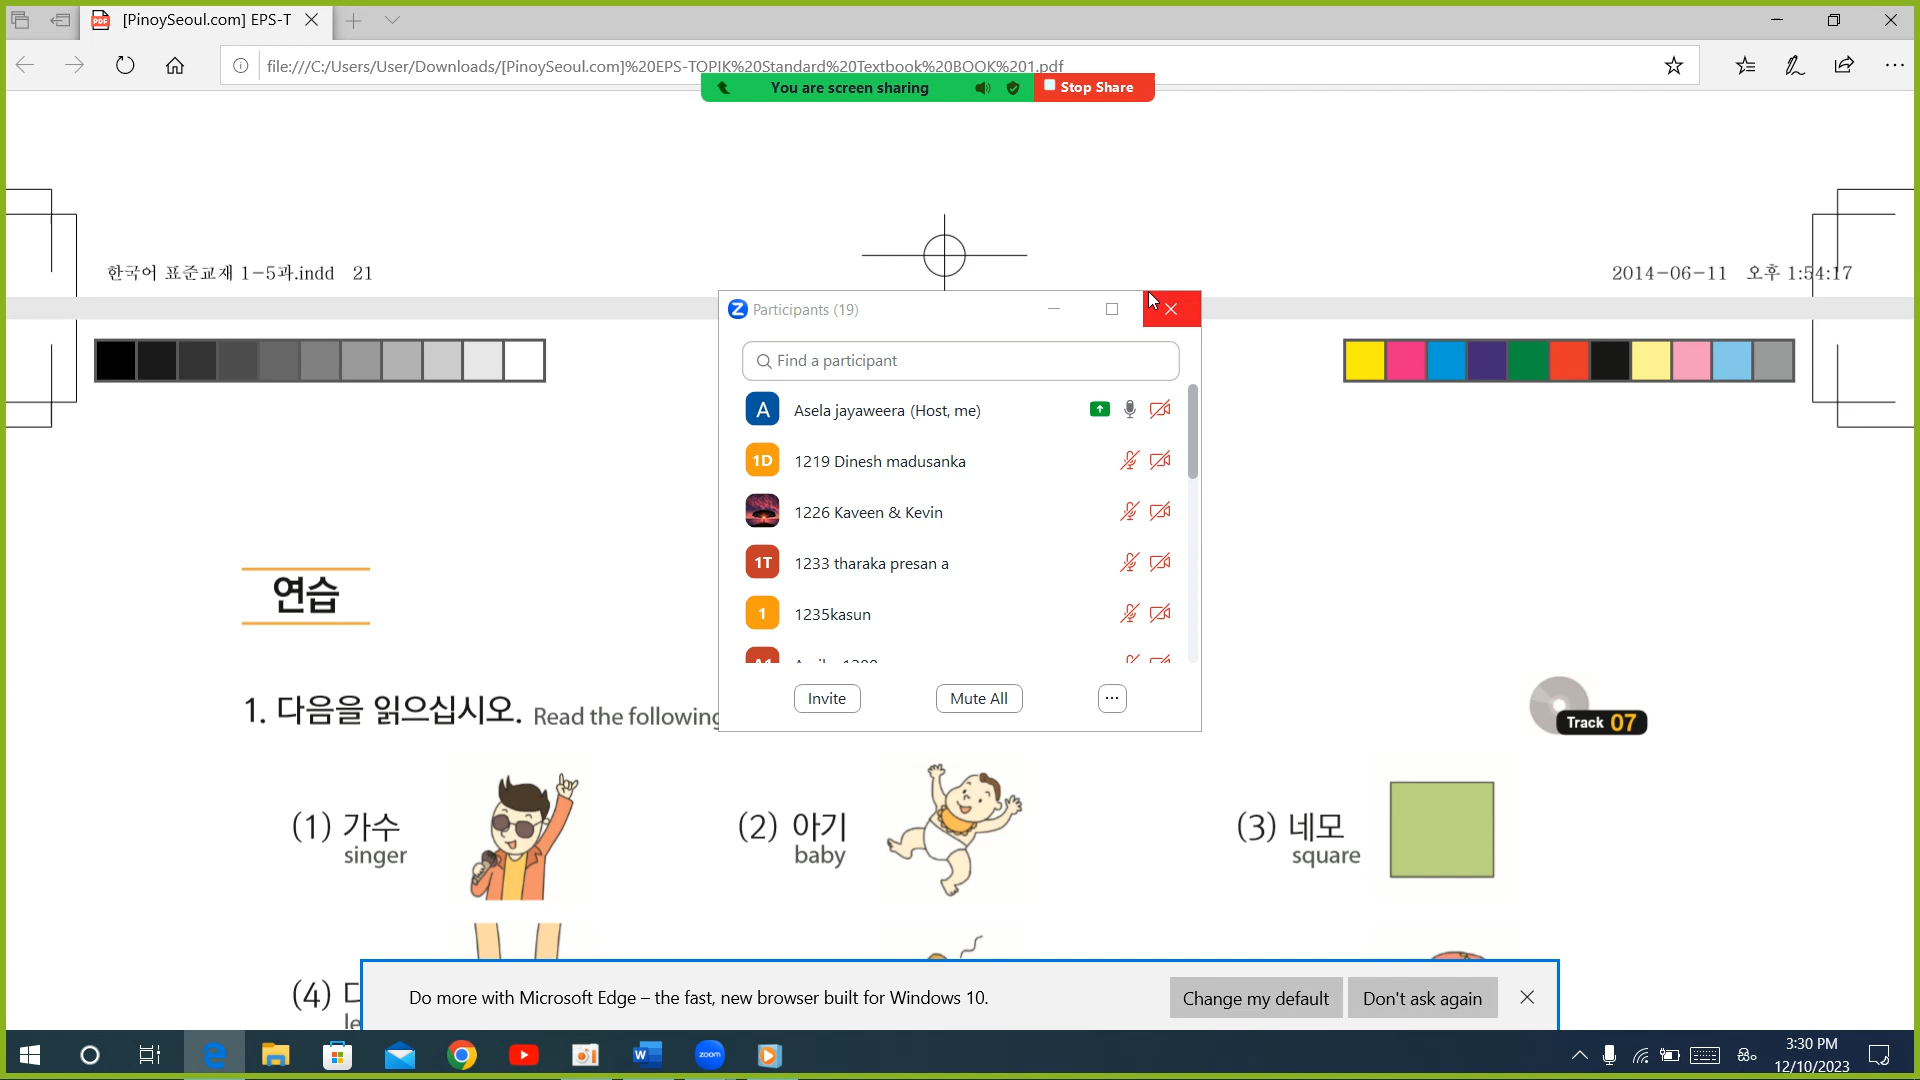 [PinoySeoul.com] EPS-T
file:///C:/Users/User/Downloads/[PinoySeoul.com]%20EPS-TOPIK%20Standard%20Textbook%20BOOK%201.pdf
You are screen sharing
Stop Share
한국어 표준교재 1-5과.indd 21
2014-06-11 오후 1:54:17
Participants (19)
Find a participant
A Asela jayaweera (Host, me)
1D 1219 Dinesh madusanka
1226 Kaveen & Kevin
1T 1233 tharaka presan a
1 1235kasun
Invite
Mute All
연습
1. 다음을 읽으십시오. Read the following
Track 07
(1) 가수
singer
(2) 아기
baby
(3) 네모
square
(4)
Do more with Microsoft Edge – the fast, new browser built for Windows 10.
Change my default
Don't ask again
zoom
3:30 PM
12/10/2023